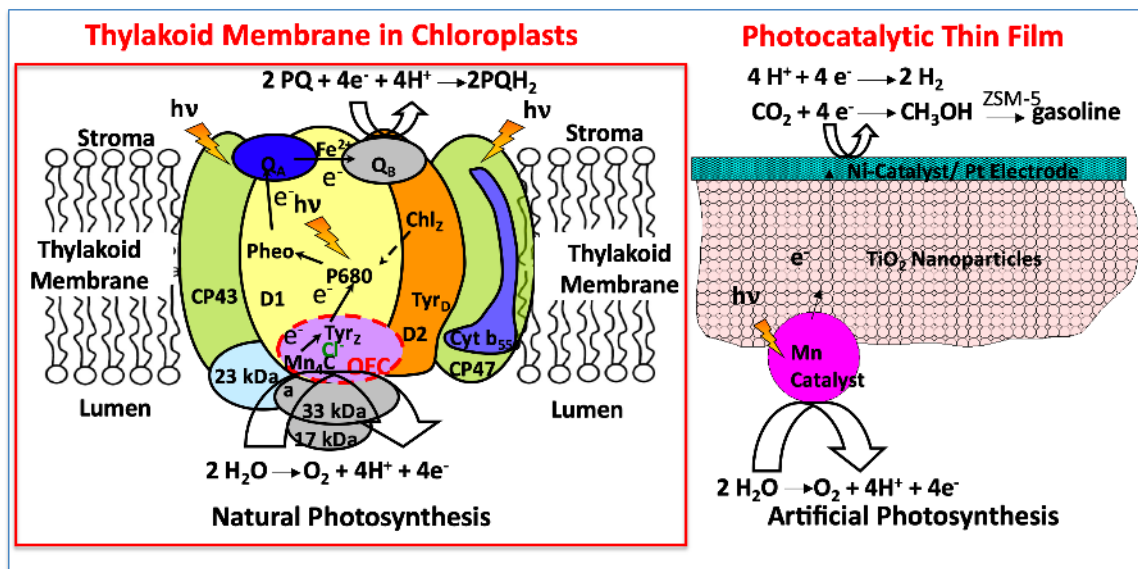 Thylakoid Membrane in Chloroplasts
2 PQ + 4e⁻ + 4H⁺ →2PQH₂
hν
hν
Stroma
Stroma
Q_A
Fe²⁺
Q_B
e⁻
e⁻
hν
Chl_Z
Thylakoid
Membrane
Thylakoid
Membrane
Pheo
P680
CP43
D1
e⁻
Tyr_D
D2
e⁻
Tyr_Z
Cl⁻
Mn₄C
a
OEC
Cyt b₅₅
CP47
23 kDa
33 kDa
17 kDa
Lumen
Lumen
2 H₂O →O₂ + 4H⁺ + 4e⁻
Natural Photosynthesis
Photocatalytic Thin Film
4 H⁺ + 4 e⁻ → 2 H₂
CO₂ + 4 e⁻ → CH₃OH ZSM-5 → gasoline
Ni-Catalyst/ Pt Electrode
e⁻
TiO₂ Nanoparticles
hν
Mn
Catalyst
2 H₂O →O₂ + 4H⁺ + 4e⁻
Artificial Photosynthesis